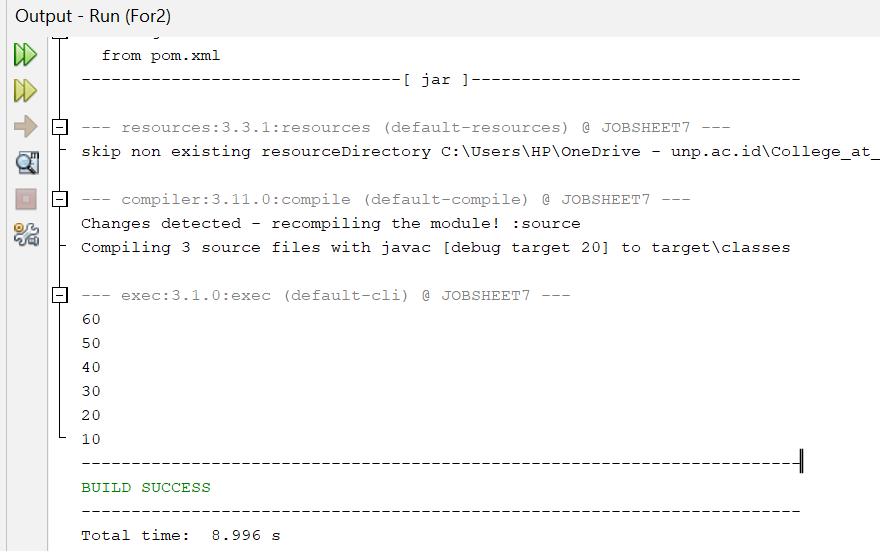 Output - Run (For2)
from pom.xml
--------------------------------[ jar ]---------------------------------
--- resources:3.3.1:resources (default-resources) @ JOBSHEET7 ---
skip non existing resourceDirectory C:\Users\HP\OneDrive - unp.ac.id\College_at_
--- compiler:3.11.0:compile (default-compile) @ JOBSHEET7 ---
Changes detected - recompiling the module! :source
Compiling 3 source files with javac [debug target 20] to target\classes
--- exec:3.1.0:exec (default-cli) @ JOBSHEET7 ---
60
50
40
30
20
10
------------------------------------------------------------------------
BUILD SUCCESS
------------------------------------------------------------------------
Total time:  8.996 s